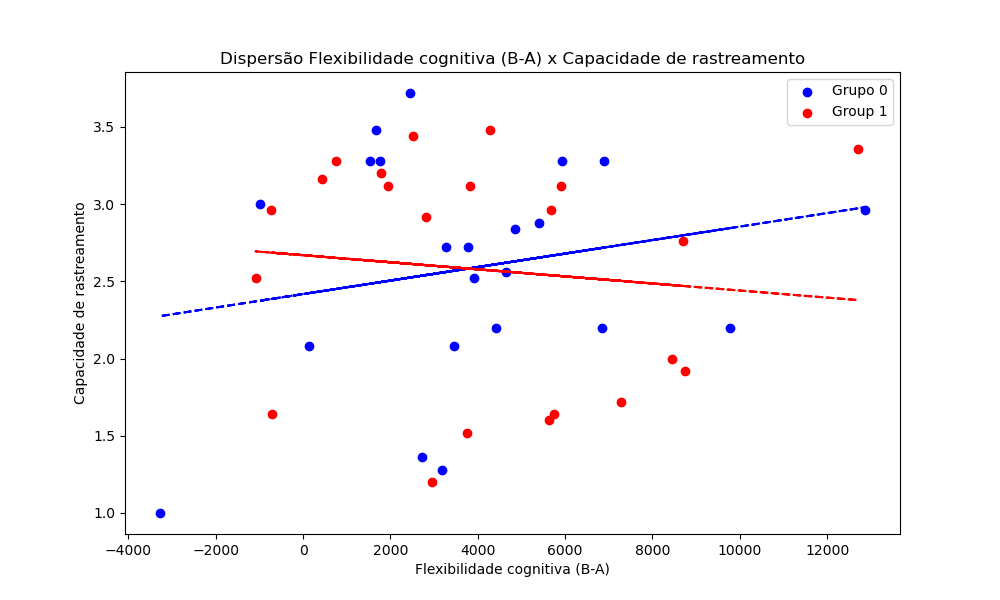 Dispersão Flexibilidade cognitiva (B-A) x Capacidade de rastreamento
Grupo 0
Group 1
Capacidade de rastreamento
3.5
3.0
2.5
2.0
1.5
1.0
−4000 −2000 0 2000 4000 6000 8000 10000 12000
Flexibilidade cognitiva (B-A)